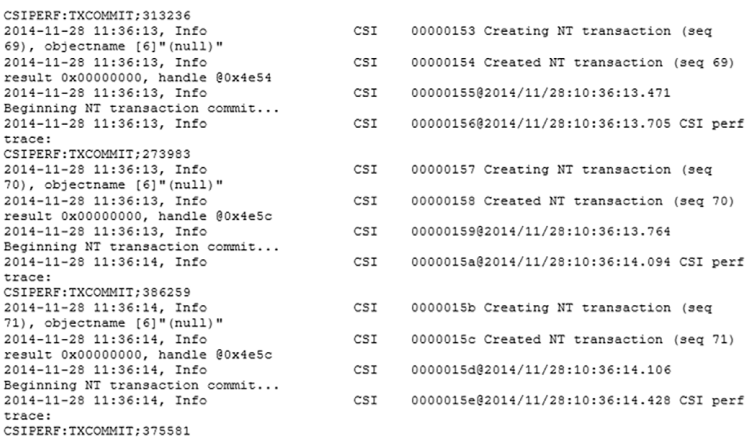 CSIPERF:TXCOMMIT;313236
2014-11-28 11:36:13, Info CSI 00000153 Creating NT transaction (seq
69), objectname [6]"(null)"
2014-11-28 11:36:13, Info CSI 00000154 Created NT transaction (seq 69)
result 0x00000000, handle @0x4e54
2014-11-28 11:36:13, Info CSI 00000155@2014/11/28:10:36:13.471
Beginning NT transaction commit...
2014-11-28 11:36:13, Info CSI 00000156@2014/11/28:10:36:13.705 CSI perf
trace:
CSIPERF:TXCOMMIT;273983
2014-11-28 11:36:13, Info CSI 00000157 Creating NT transaction (seq
70), objectname [6]"(null)"
2014-11-28 11:36:13, Info CSI 00000158 Created NT transaction (seq 70)
result 0x00000000, handle @0x4e5c
2014-11-28 11:36:13, Info CSI 00000159@2014/11/28:10:36:13.764
Beginning NT transaction commit...
2014-11-28 11:36:14, Info CSI 0000015a@2014/11/28:10:36:14.094 CSI perf
trace:
CSIPERF:TXCOMMIT;386259
2014-11-28 11:36:14, Info CSI 0000015b Creating NT transaction (seq
71), objectname [6]"(null)"
2014-11-28 11:36:14, Info CSI 0000015c Created NT transaction (seq 71)
result 0x00000000, handle @0x4e5c
2014-11-28 11:36:14, Info CSI 0000015d@2014/11/28:10:36:14.106
Beginning NT transaction commit...
2014-11-28 11:36:14, Info CSI 0000015e@2014/11/28:10:36:14.428 CSI perf
trace:
CSIPERF:TXCOMMIT;375581